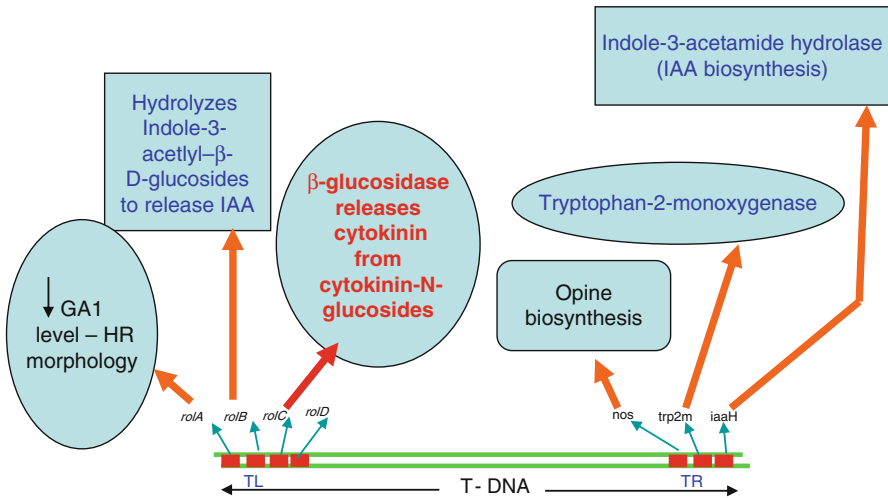 Indole-3-acetamide hydrolase
(IAA biosynthesis)
Hydrolyzes
Indole-3-
acetlyl–β-
D-glucosides
to release IAA
β-glucosidase
releases
cytokinin
from
cytokinin-N-
glucosides
Tryptophan-2-monoxygenase
↓ GA1
level – HR
morphology
Opine
biosynthesis
rolA rolB rolC rolD
nos trp2m iaaH
TL TR
T - DNA